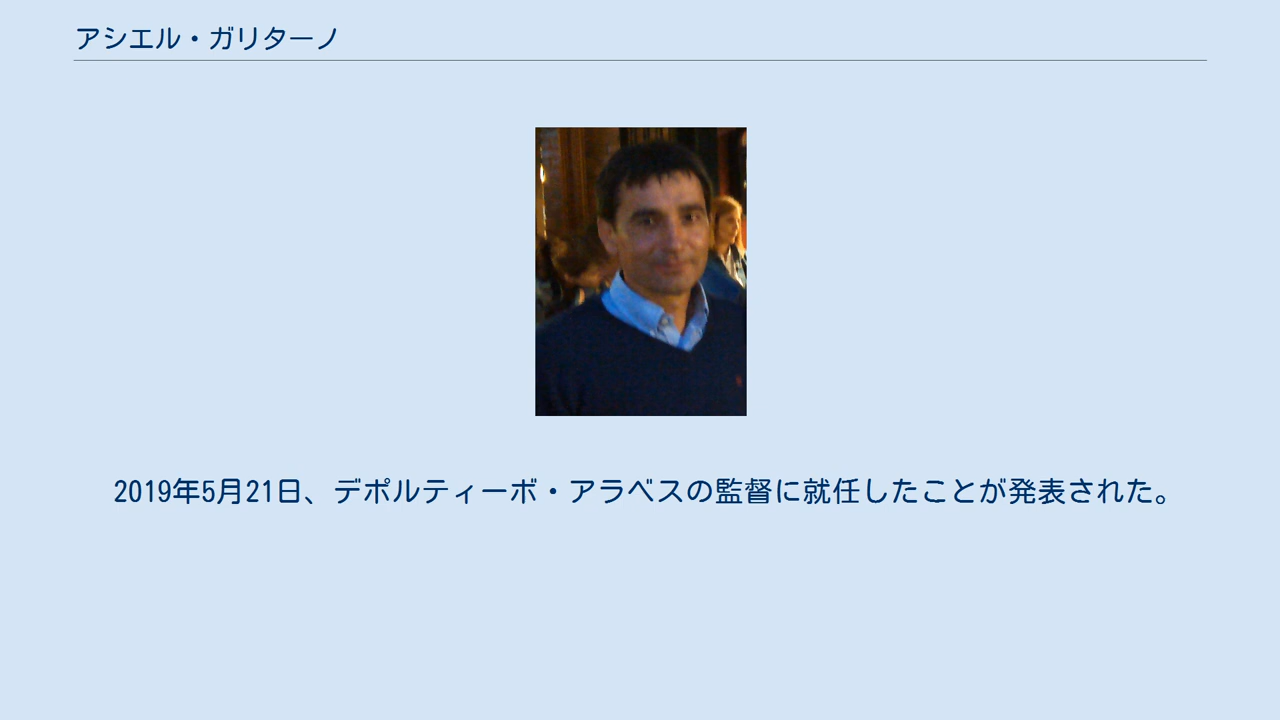 アシエル・ガリターノ
2019年5月21日、デポルティーボ・アラベスの監督に就任したことが発表された。